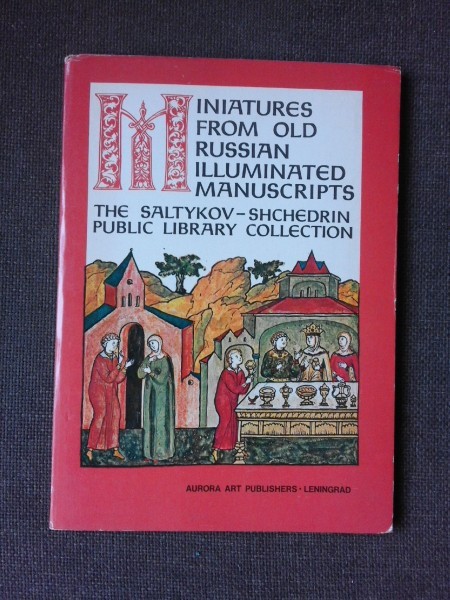 MINIATURES
FROM OLD
RUSSIAN
ILLUMINATED
MANUSCRIPTS
THE SALTYKOV-SHCHEDRIN
PUBLIC LIBRARY COLLECTION
AURORA ART PUBLISHERS · LENINGRAD